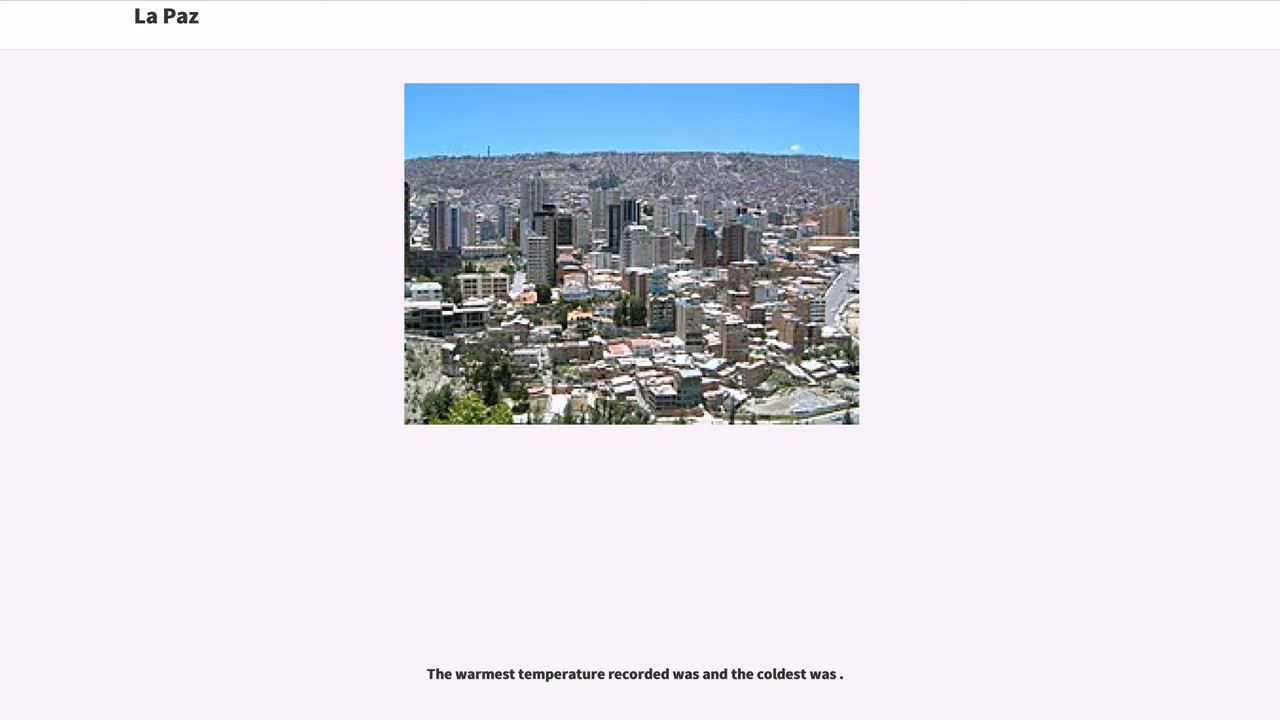 La Paz
The warmest temperature recorded was and the coldest was .